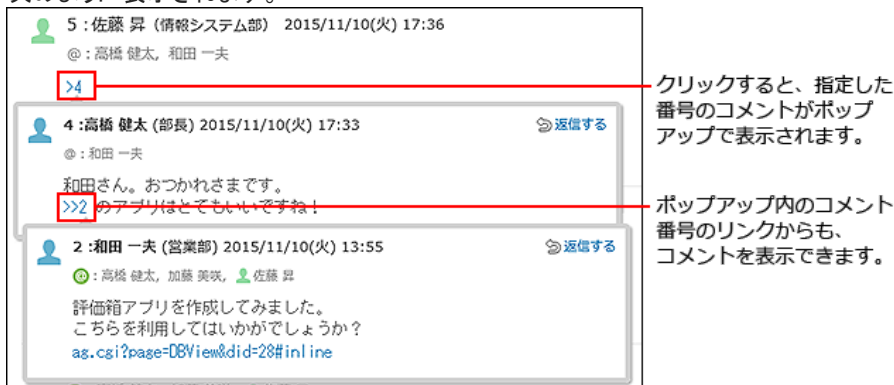 5 :佐藤 昇 (情報システム部) 2015/11/10(火) 17:36
@:高橋 健太, 和田 一夫
>4
クリックすると、指定した
番号のコメントがポップ
アップで表示されます。
4 :高橋 健太 (部長) 2015/11/10(火) 17:33
返信する
@:和田 一夫
和田さん。おつかれさまです。
>>2 のアプリはとてもいいですね!
ポップアップ内のコメント
番号のリンクからも、
コメントを表示できます。
2 :和田 一夫 (営業部) 2015/11/10(火) 13:55
返信する
@:高橋 健太, 加藤 美咲, 佐藤 昇
評価箱アプリを作成してみました。
こちらを利用してはいかがでしょうか?
ag.cgi?page=DBView&did=28#inline